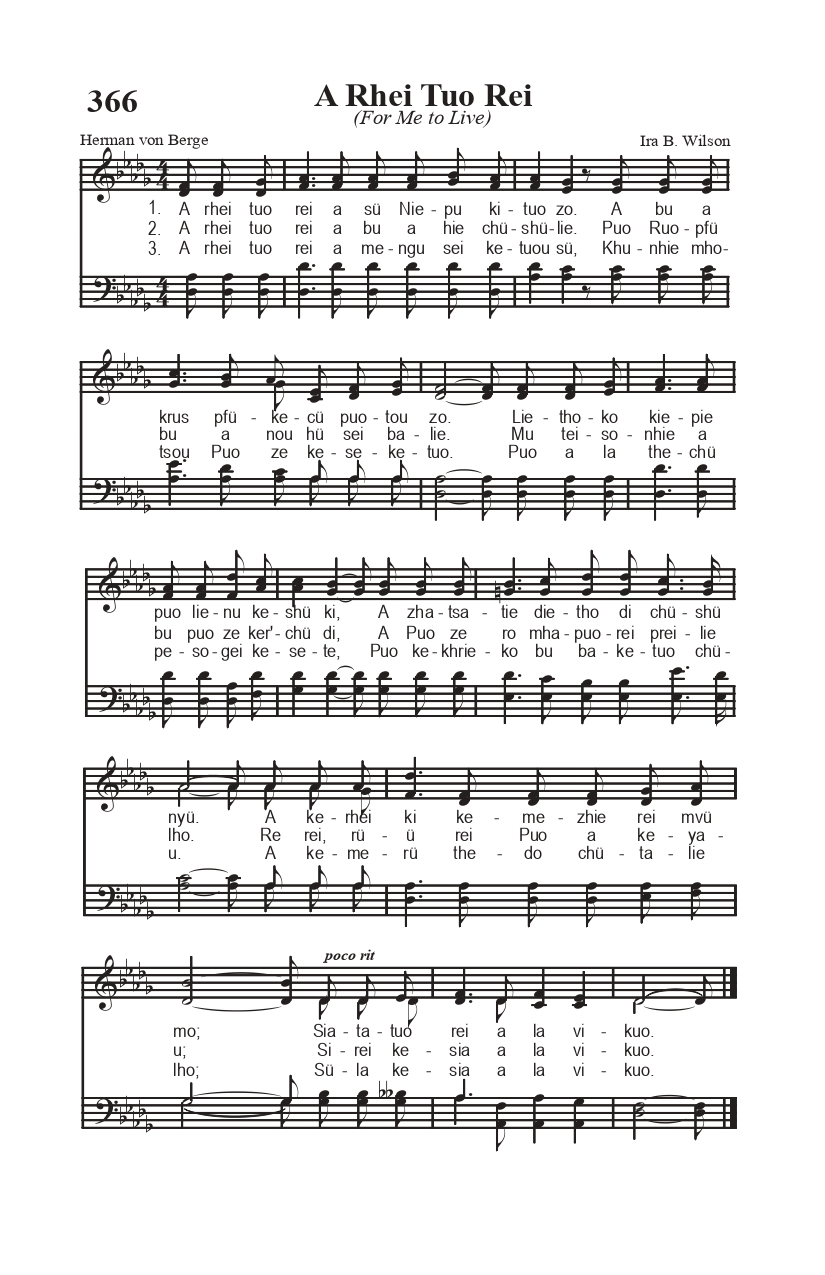 366
A Rhei Tuo Rei
(For Me to Live)
Herman von Berge
Ira B. Wilson
4/4
1. A rhei tuo rei a sü Nie - pu ki - tuo zo. A bu a
2. A rhei tuo rei a bu a hie chü - shü - lie. Puo Ruo - pfü
3. A rhei tuo rei a me - ngu sei ke - tuou sü, Khu - nhie mho -
4/4
krus pfü - ke - cü puo - tou zo. Lie - tho - ko kie - pie
bu a nou hü sei ba - lie. Mu tei - so - nhie a
tsou Puo ze ke - se - ke - tuo. Puo a la the - chü
puo lie - nu ke - shü ki, A zha - tsa - tie die - tho di chü - shü
bu puo ze ker' - chü di, A Puo ze ro mha - puo - rei prei - lie
pe - so - gei ke - se - te, Puo ke - khrie - ko bu ba - ke - tuo chü -
nyü. A ke - rhei ki ke - me - zhie rei mvü
lho. Re rei, rü - ü rei Puo a ke - ya -
u. A ke - me - rü the - do chü - ta - lie
poco rit
mo; Sia - ta - tuo rei a la vi - kuo.
u; Si - rei ke - sia a la vi - kuo.
lho; Sü - la ke - sia a la vi - kuo.